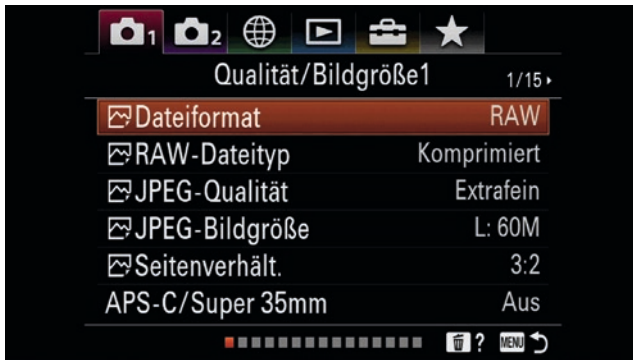 1 2
Qualität/Bildgröße1 1/15
Dateiformat RAW
RAW-Dateityp Komprimiert
JPEG-Qualität Extrafein
JPEG-Bildgröße L: 60M
Seitenverhält. 3:2
APS-C/Super 35mm Aus
? MENU